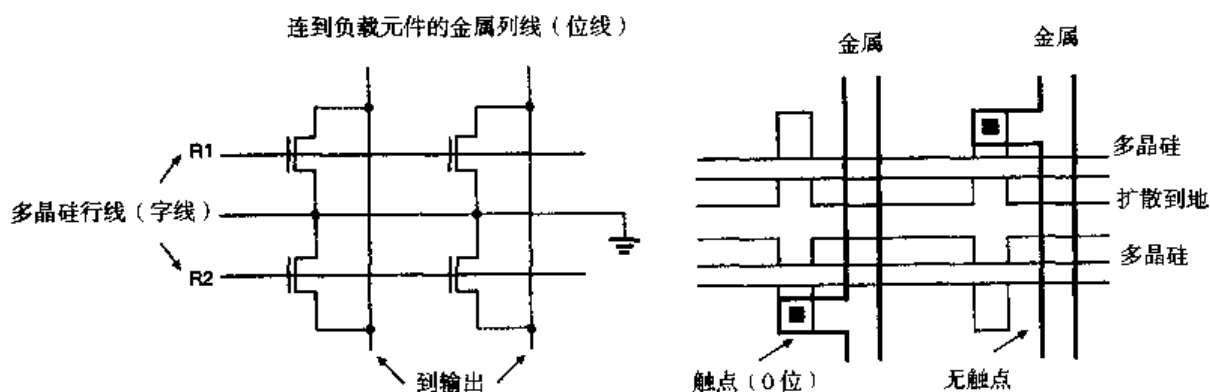 连到负载元件的金属列线（位线）
金属
金属
R1
多晶硅
多晶硅行线（字线）
扩散到地
R2
多晶硅
到输出
触点（0位）
无触点